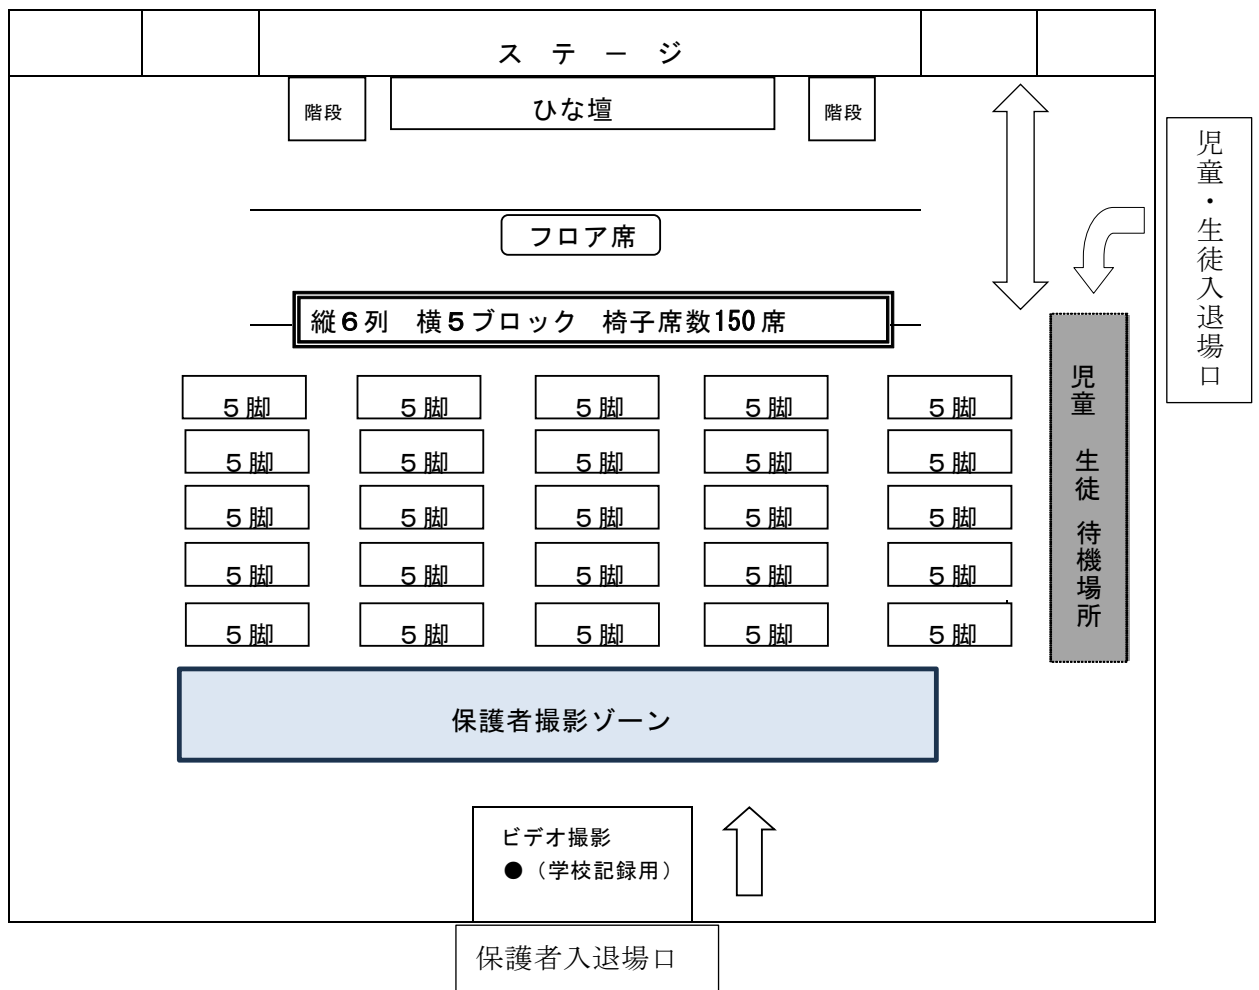 ステージ
階段
ひな壇
階段
児童・生徒入退場口
フロア席
縦6列 横5ブロック 椅子席数150席
5脚 5脚 5脚 5脚 5脚
5脚 5脚 5脚 5脚 5脚
5脚 5脚 5脚 5脚 5脚
5脚 5脚 5脚 5脚 5脚
5脚 5脚 5脚 5脚 5脚
児童 生徒 待機場所
保護者撮影ゾーン
ビデオ撮影
●(学校記録用)
保護者入退場口